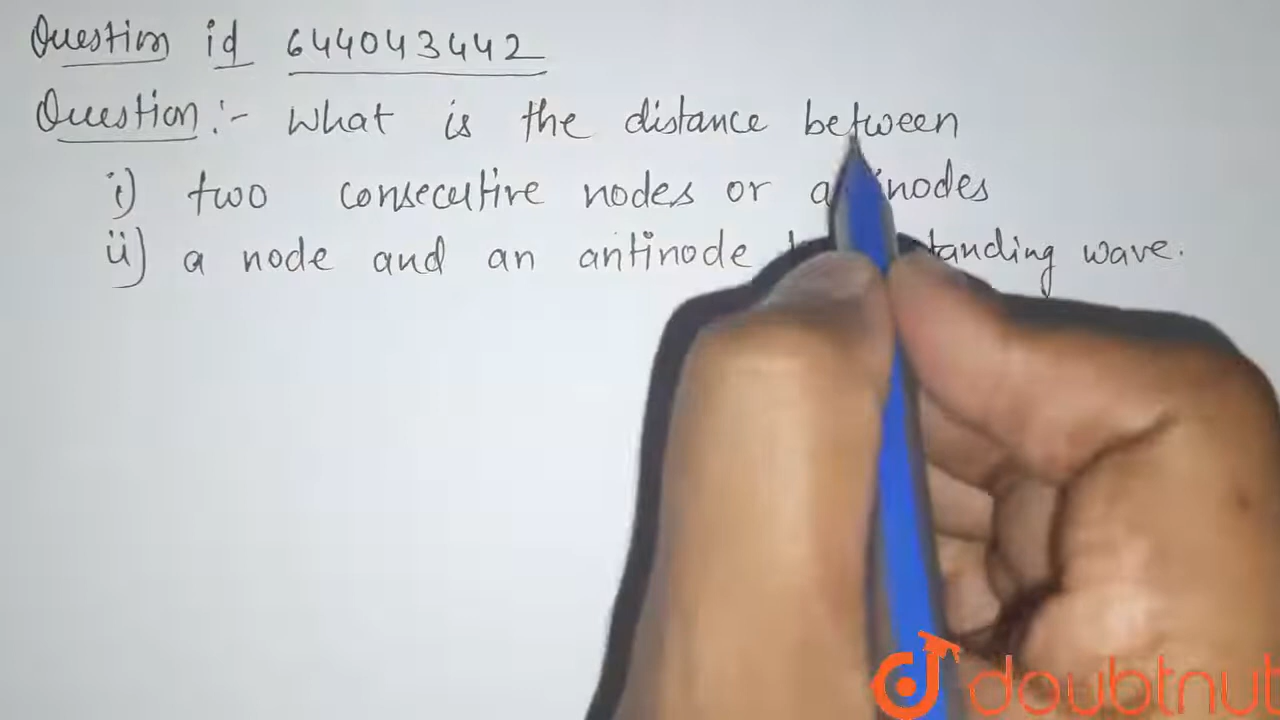 Question id 644043442
Question:- What is the distance between
i) two consecutive nodes or
ii) a node and an antinode wave.
doubtnut